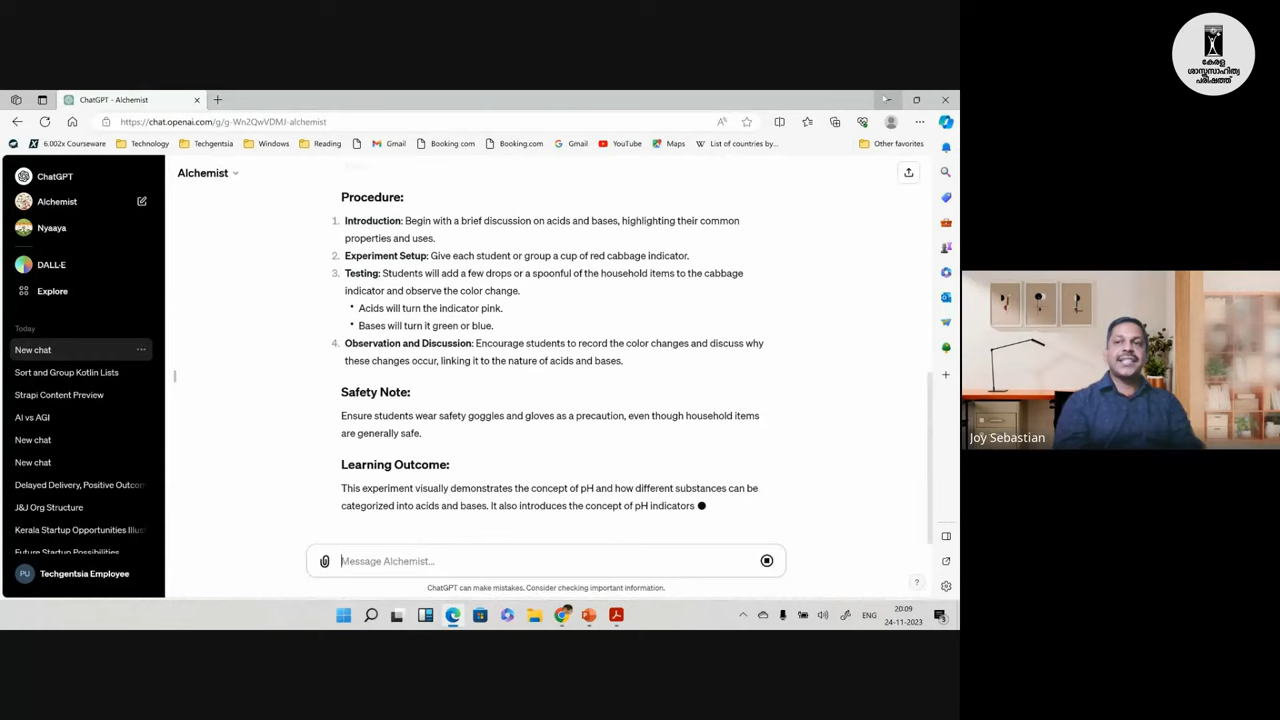 കേരള
ശാസ്ത്രസാഹിത്യ
പരിഷത്ത്
ChatGPT - Alchemist
https://chat.openai.com/g/g-Wn2QwVDMJ-alchemist
6.002x Courseware
Technology
Techgentsia
Windows
Reading
Gmail
Booking com
Booking.com
Gmail
YouTube
Maps
List of countries by...
Other favorites
ChatGPT
Alchemist
Nyaaya
DALL·E
Explore
Today
New chat
Sort and Group Kotlin Lists
Strapi Content Preview
AI vs AGI
New chat
New chat
Delayed Delivery, Positive Outcom
J&J Org Structure
Kerala Startup Opportunities Illust
Future Startup Possibilities
PU
Techgentsia Employee
Alchemist
Procedure:
1. Introduction: Begin with a brief discussion on acids and bases, highlighting their common
properties and uses.
2. Experiment Setup: Give each student or group a cup of red cabbage indicator.
3. Testing: Students will add a few drops or a spoonful of the household items to the cabbage
indicator and observe the color change.
• Acids will turn the indicator pink.
• Bases will turn it green or blue.
4. Observation and Discussion: Encourage students to record the color changes and discuss why
these changes occur, linking it to the nature of acids and bases.
Safety Note:
Ensure students wear safety goggles and gloves as a precaution, even though household items
are generally safe.
Learning Outcome:
This experiment visually demonstrates the concept of pH and how different substances can be
categorized into acids and bases. It also introduces the concept of pH indicators
Message Alchemist...
ChatGPT can make mistakes. Consider checking important information.
?
ENG
20:09
24-11-2023
Joy Sebastian